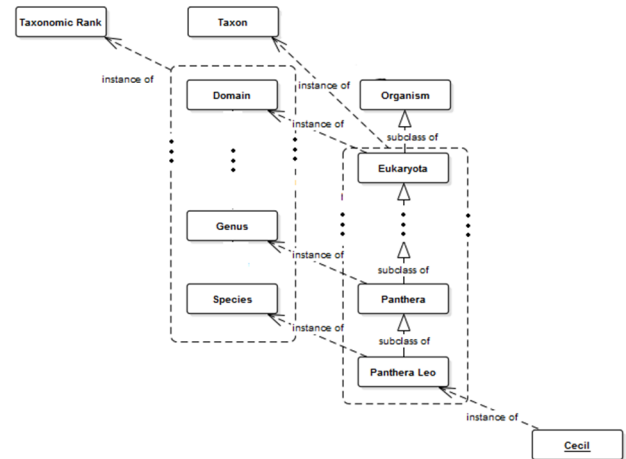 Taxonomic Rank
Taxon
instance of
instance of
Domain
Organism
instance of
subclass of
Eukaryota
Genus
instance of
subclass of
Species
Panthera
instance of
subclass of
Panthera Leo
instance of
Cecil